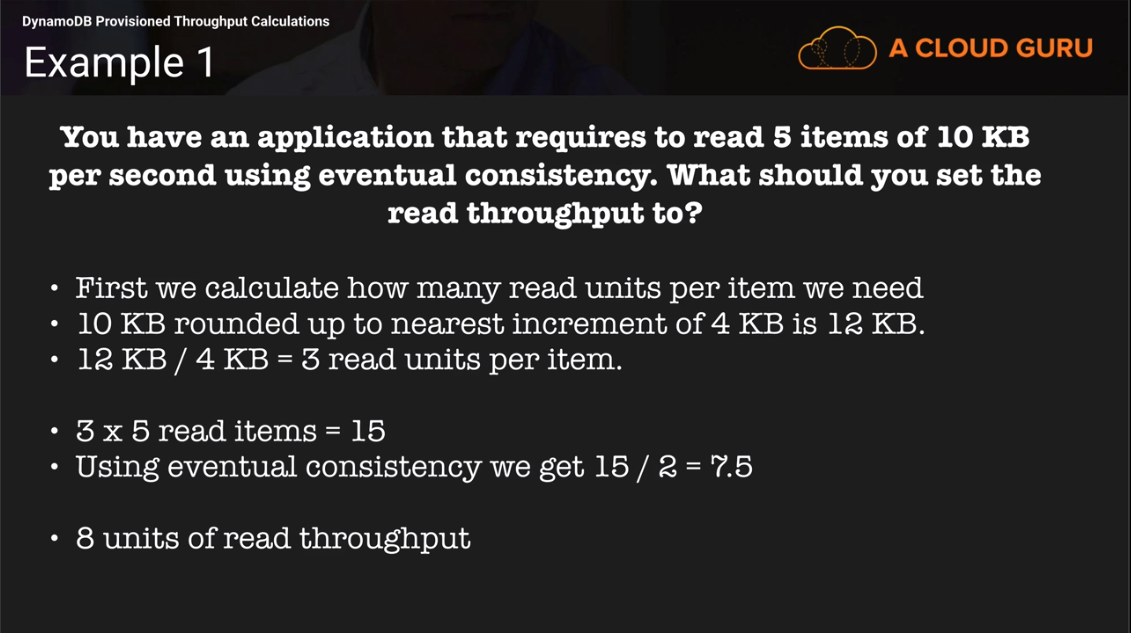 DynamoDB Provisioned Throughput Calculations
Example 1
A CLOUD GURU
You have an application that requires to read 5 items of 10 KB
per second using eventual consistency. What should you set the
read throughput to?
• First we calculate how many read units per item we need
• 10 KB rounded up to nearest increment of 4 KB is 12 KB.
• 12 KB / 4 KB = 3 read units per item.
• 3 x 5 read items = 15
• Using eventual consistency we get 15 / 2 = 7.5
• 8 units of read throughput